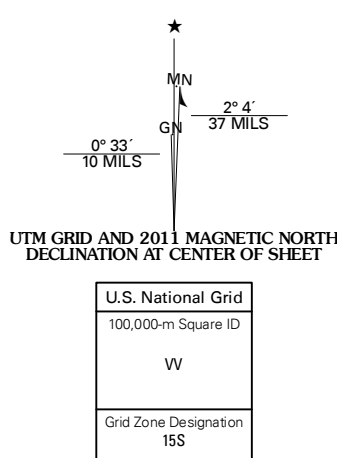 ★
MN
GN
2° 4´
37 MILS
0° 33´
10 MILS
UTM GRID AND 2011 MAGNETIC NORTH
DECLINATION AT CENTER OF SHEET
U.S. National Grid
100,000-m Square ID
VV
Grid Zone Designation
15S